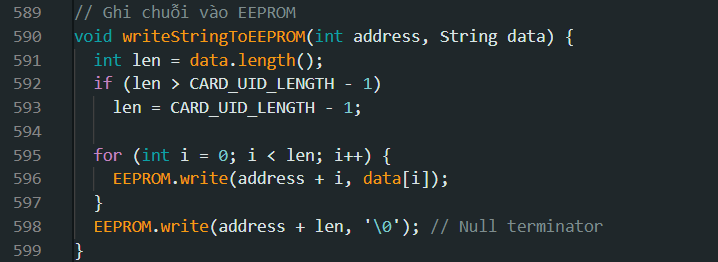 589 // Ghi chuỗi vào EEPROM
590 void writeStringToEEPROM(int address, String data) {
591   int len = data.length();
592   if (len > CARD_UID_LENGTH - 1)
593     len = CARD_UID_LENGTH - 1;
594
595   for (int i = 0; i < len; i++) {
596     EEPROM.write(address + i, data[i]);
597   }
598   EEPROM.write(address + len, '\0'); // Null terminator
599 }